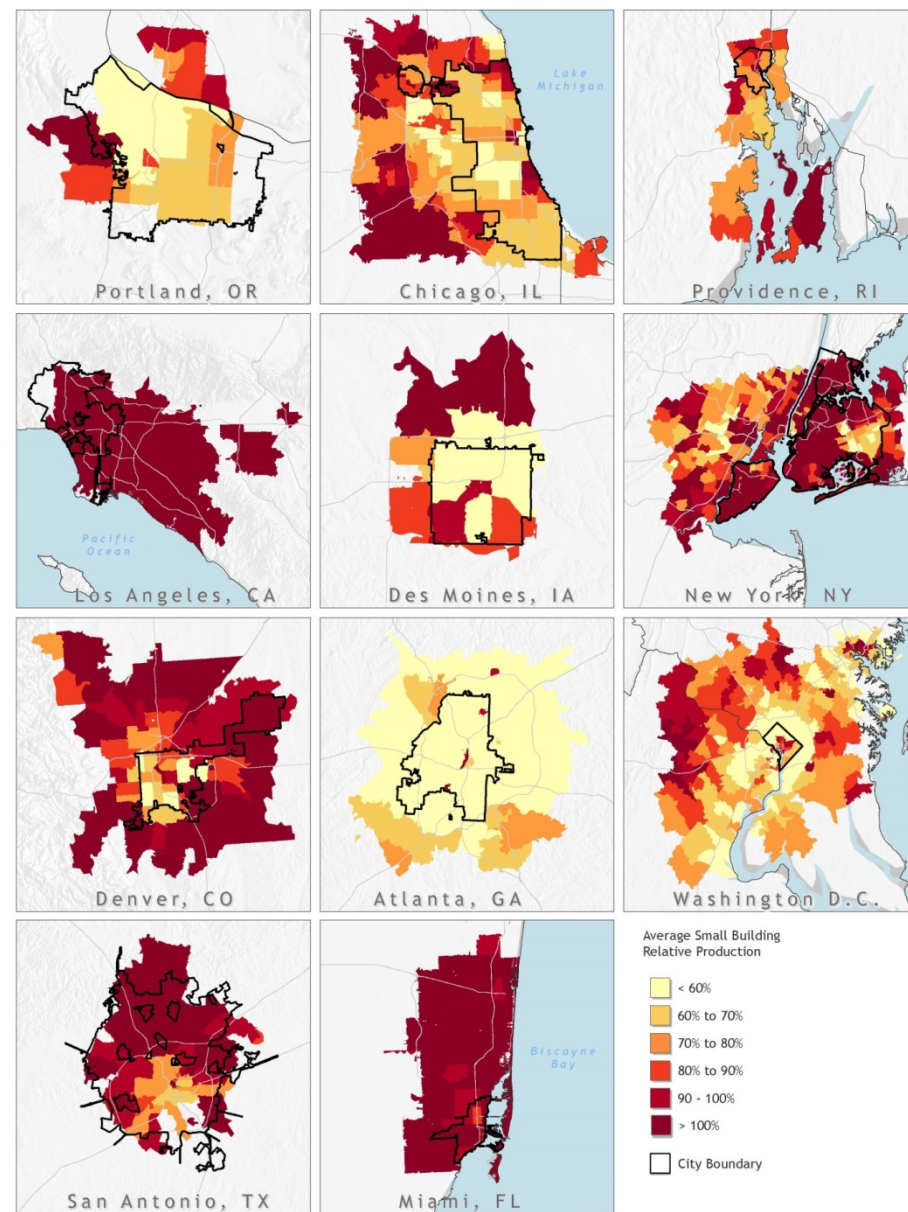 Portland, OR
Lake
Michigan
Chicago, IL
Providence, RI
Pacific
Ocean
Los Angeles, CA
Des Moines, IA
New York, NY
Denver, CO
Atlanta, GA
Washington D.C.
San Antonio, TX
Biscayne
Bay
Miami, FL
Average Small Building
Relative Production
< 60%
60% to 70%
70% to 80%
80% to 90%
90 - 100%
> 100%
City Boundary